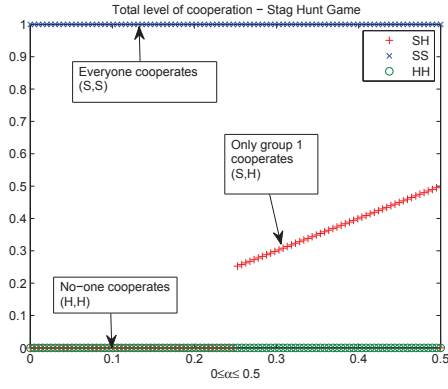 Total level of cooperation − Stag Hunt Game
1
0.9
0.8
0.7
0.6
0.5
0.4
0.3
0.2
0.1
0
Everyone cooperates
(S,S)
SH
SS
HH
Only group 1
cooperates
(S,H)
No−one cooperates
(H,H)
0 0.1 0.2 0.3 0.4 0.5
0≤α≤ 0.5